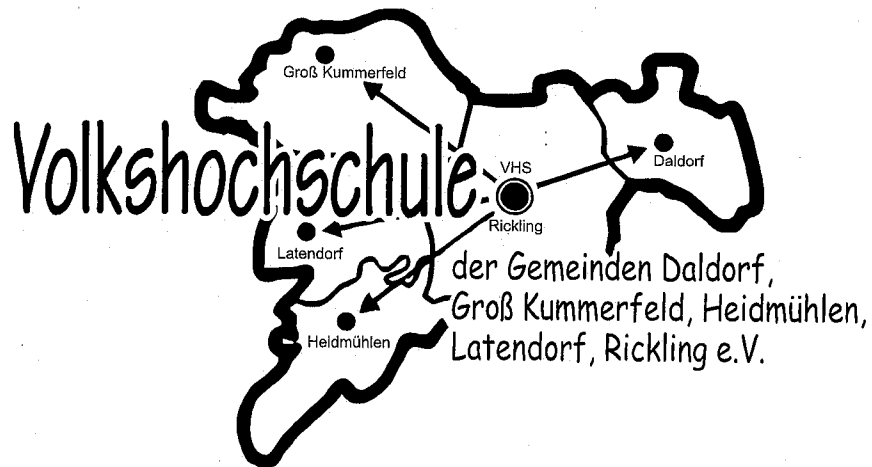 Groß Kummerfeld
Volkshochschule
VHS
Daldorf
Rickling
Latendorf
der Gemeinden Daldorf,
Groß Kummerfeld, Heidmühlen,
Latendorf, Rickling e.V.
Heidmühlen